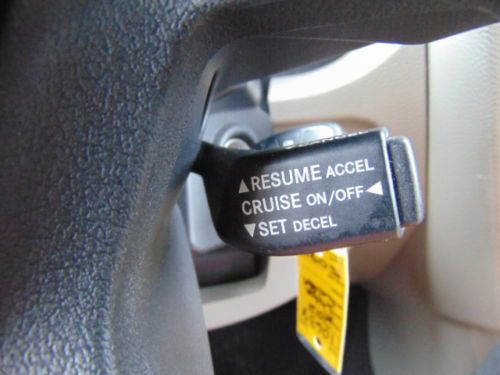 ▲RESUME ACCEL
CRUISE ON/OFF◀
▼SET DECEL